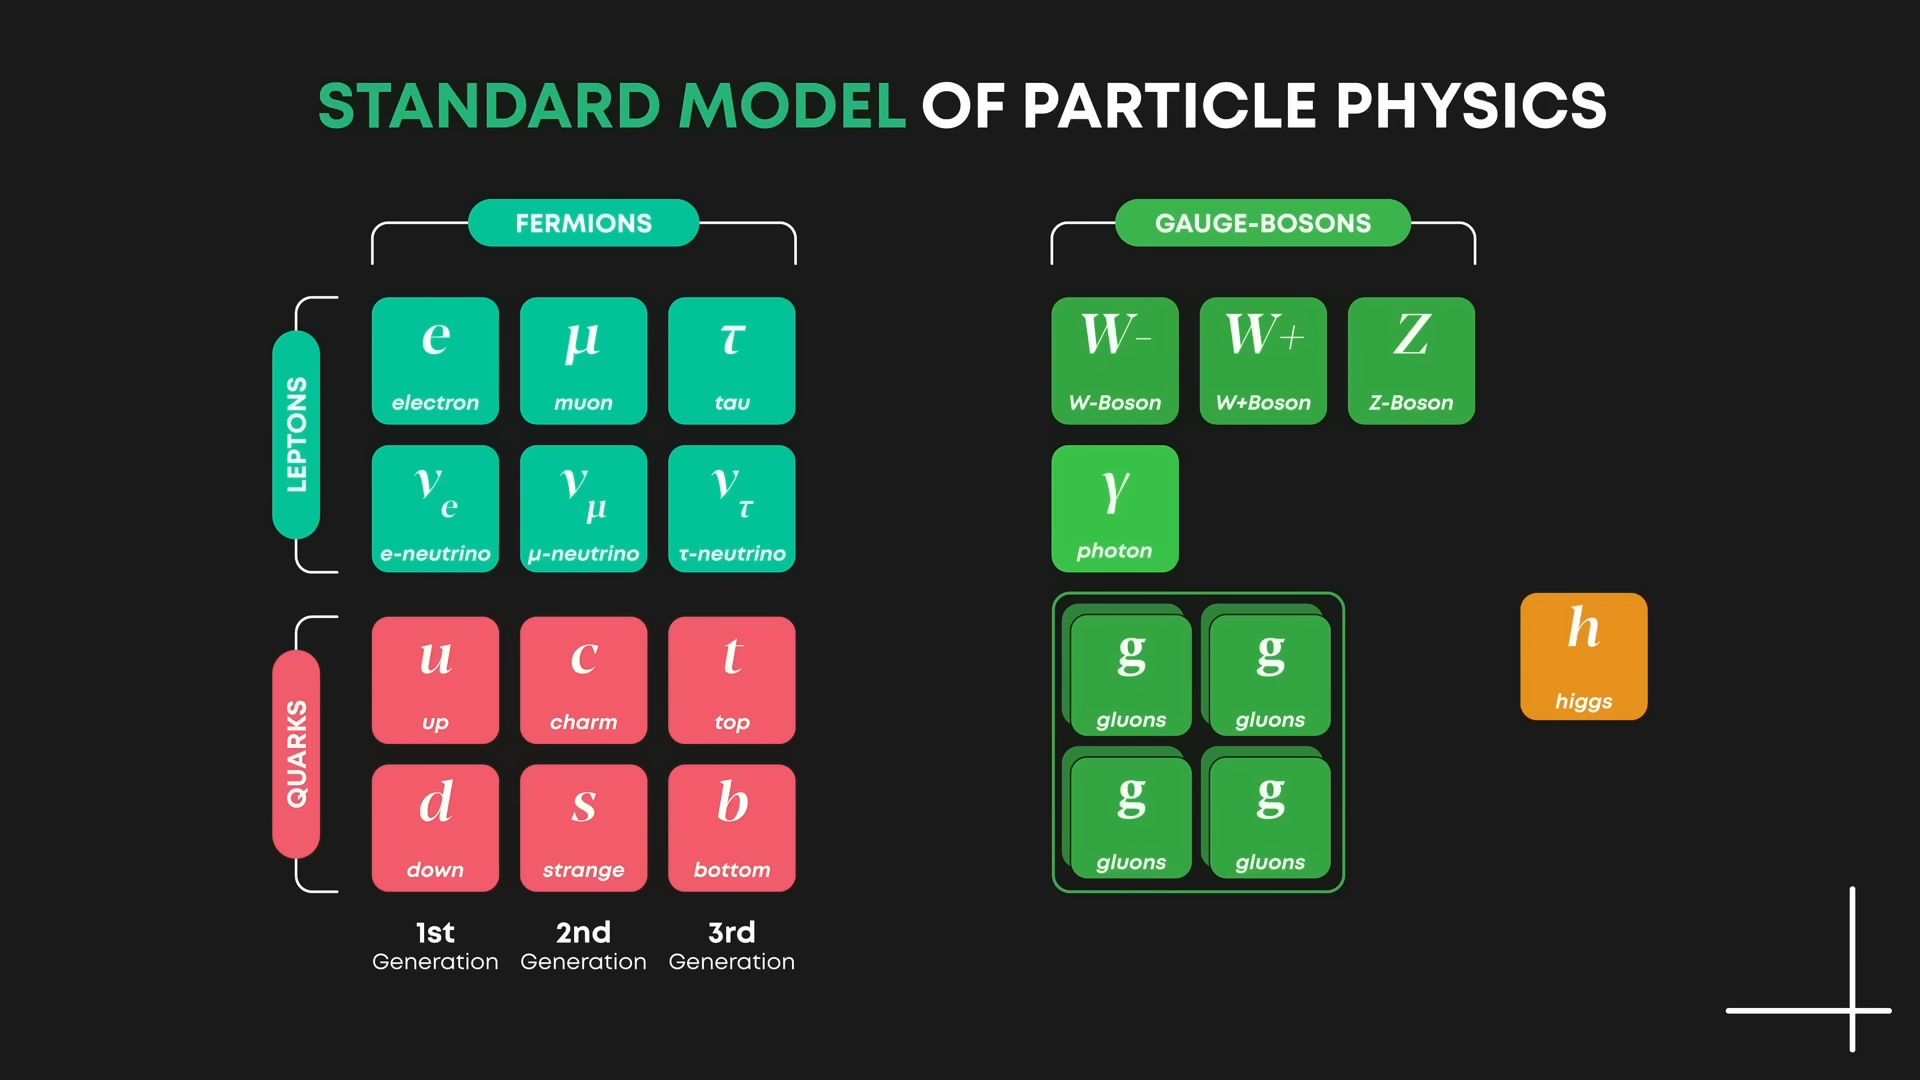 STANDARD MODEL OF PARTICLE PHYSICS
FERMIONS
LEPTONS
e
electron
μ
muon
τ
tau
νe
e-neutrino
νμ
μ-neutrino
ντ
τ-neutrino
QUARKS
u
up
c
charm
t
top
d
down
s
strange
b
bottom
1st
Generation
2nd
Generation
3rd
Generation
GAUGE-BOSONS
W-
W-Boson
W+
W+Boson
Z
Z-Boson
γ
photon
g
gluons
g
gluons
g
gluons
g
gluons
h
higgs